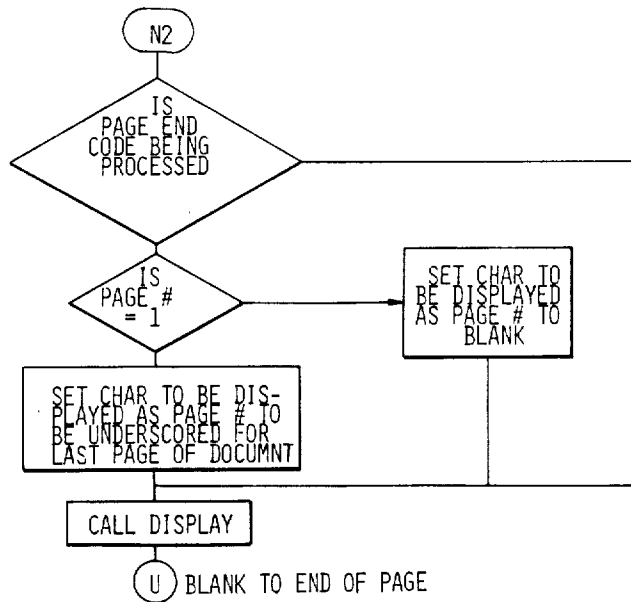 N2
IS
PAGE END
CODE BEING
PROCESSED
IS
PAGE #
= 1
SET CHAR TO
BE DISPLAYED
AS PAGE # TO
BLANK
SET CHAR TO BE DIS-
PLAYED AS PAGE # TO
BE UNDERSCORED FOR
LAST PAGE OF DOCUMNT
CALL DISPLAY
U BLANK TO END OF PAGE